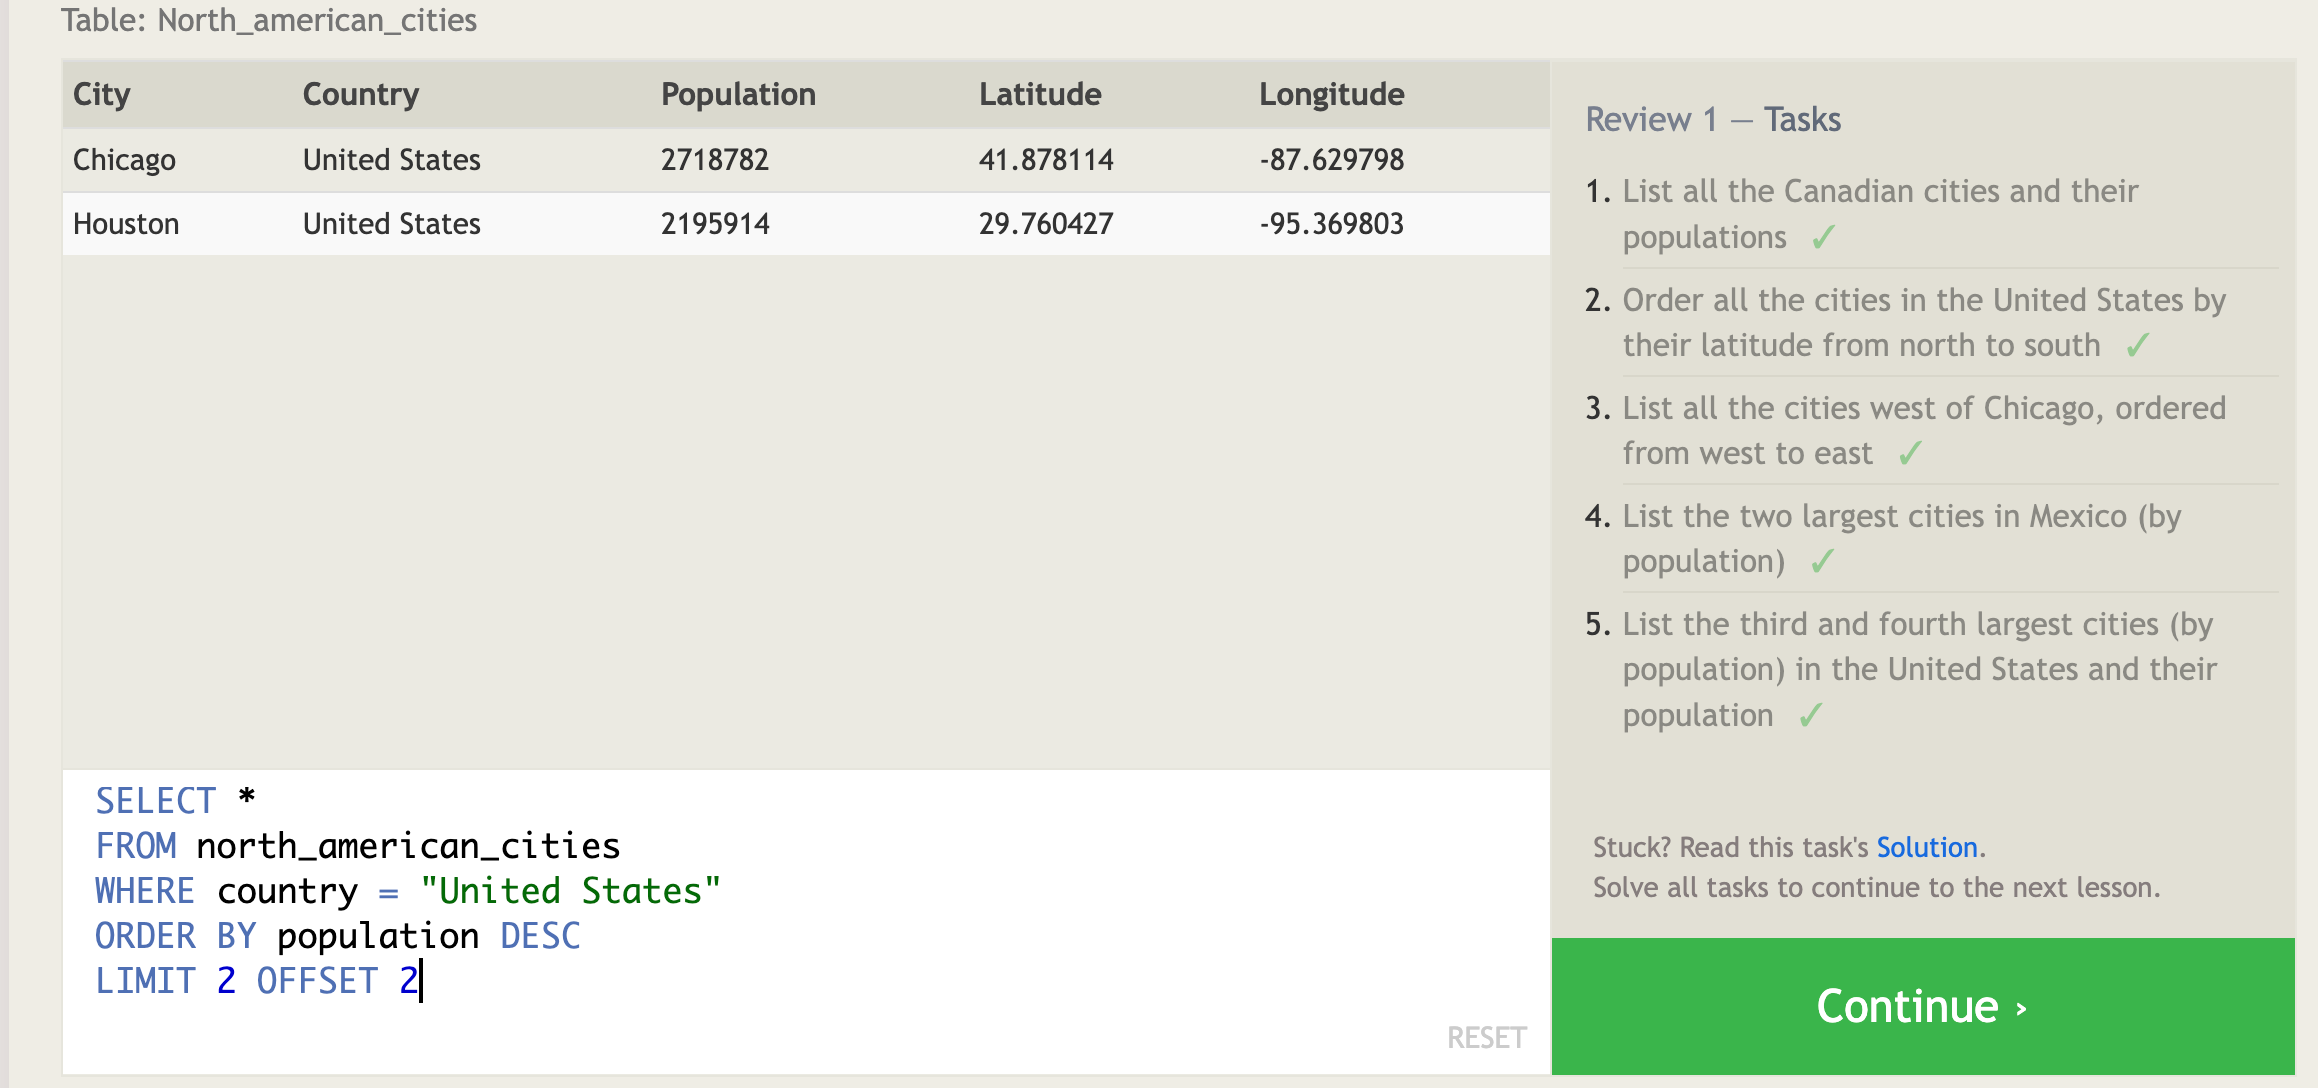 Table: North_american_cities
City Country Population Latitude Longitude
Chicago United States 2718782 41.878114 -87.629798
Houston United States 2195914 29.760427 -95.369803
SELECT *
FROM north_american_cities
WHERE country = "United States"
ORDER BY population DESC
LIMIT 2 OFFSET 2
RESET
Review 1 — Tasks
1. List all the Canadian cities and their
populations ✓
2. Order all the cities in the United States by
their latitude from north to south ✓
3. List all the cities west of Chicago, ordered
from west to east ✓
4. List the two largest cities in Mexico (by
population) ✓
5. List the third and fourth largest cities (by
population) in the United States and their
population ✓
Stuck? Read this task's Solution.
Solve all tasks to continue to the next lesson.
Continue ›